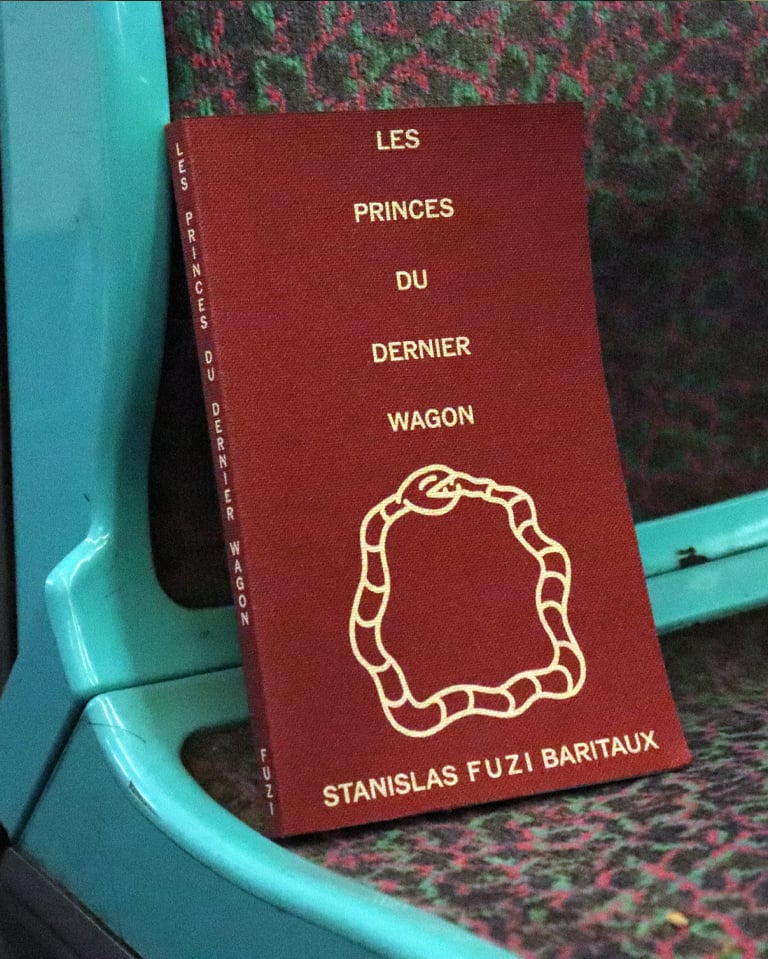 LES
PRINCES
DU
DERNIER
WAGON
STANISLAS FUZI BARITAUX
LES PRINCES DU DERNIER WAGON
FUZI